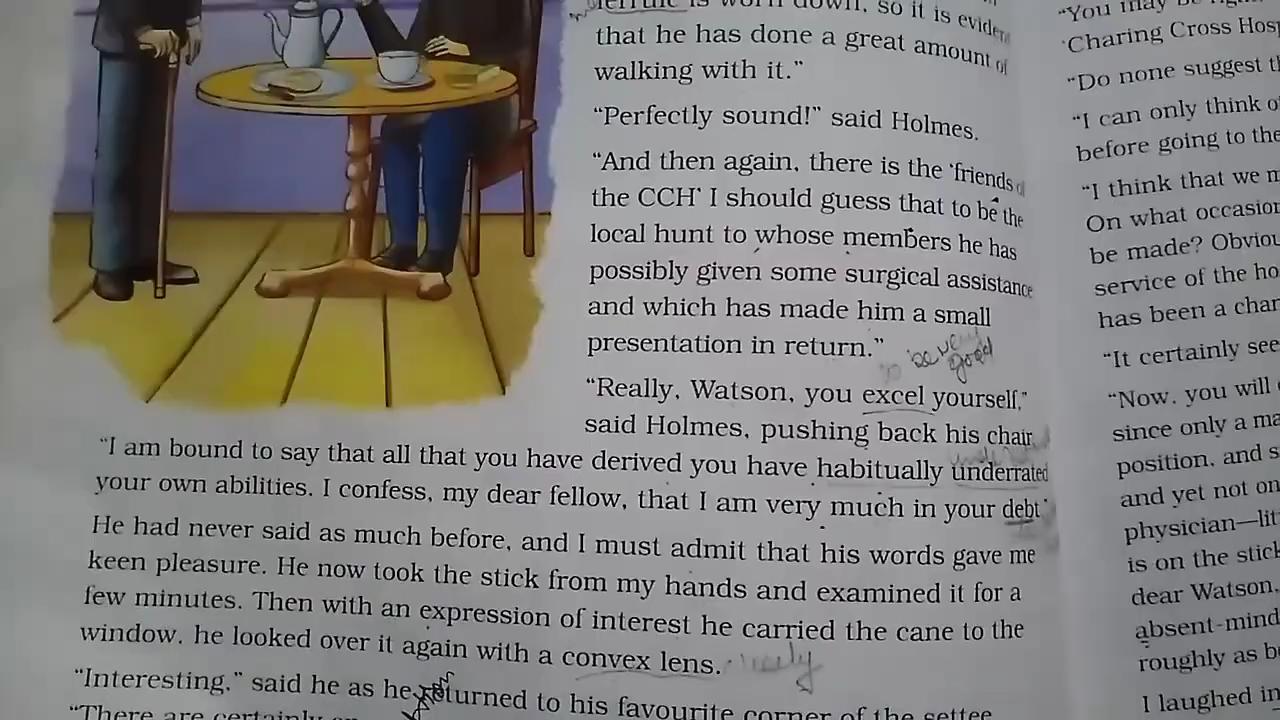 ferrule is worn down, so it is evident
that he has done a great amount of
walking with it."
"Perfectly sound!" said Holmes.
"And then again, there is the 'friends of
the CCH' I should guess that to be the
local hunt to whose members he has
possibly given some surgical assistance
and which has made him a small
presentation in return."
be very
good
"Really, Watson, you excel yourself,"
said Holmes, pushing back his chair
"I am bound to say that all that you have derived you have habitually underrated
your own abilities. I confess, my dear fellow, that I am very much in your debt
He had never said as much before, and I must admit that his words gave me
keen pleasure. He now took the stick from my hands and examined it for a
few minutes. Then with an expression of interest he carried the cane to the
window, he looked over it again with a convex lens.
"Interesting," said he as he returned to his favourite corner of the settee
"There are certainly
"You may be
'Charing Cross
"Do none suggest
"I can only think
before going to the
"I think that we
On what occasion
be made?
service of the
has been a
"It certainly
"Now, you will
since only a
position, and
and yet not
physician—
is on the stick
dear Watson,
absent-mind
roughly as
I laughed